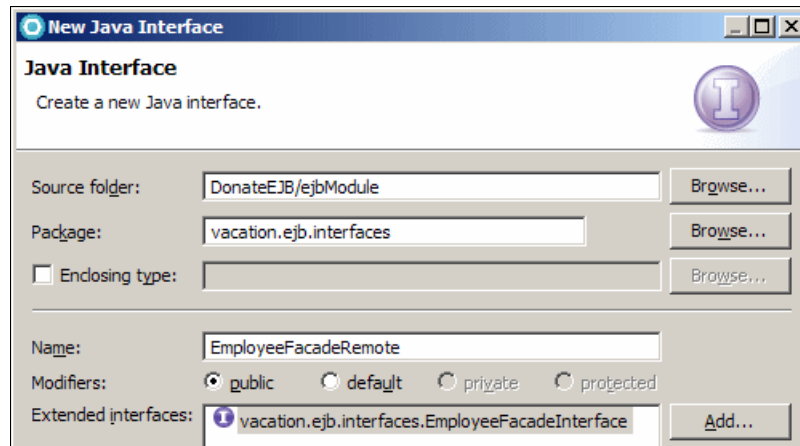 New Java Interface
Java Interface
Create a new Java interface.
Source folder: DonateEJB/ejbModule Browse...
Package: vacation.ejb.interfaces Browse...
Enclosing type: Browse...
Name: EmployeeFacadeRemote
Modifiers: public default private protected
Extended interfaces: vacation.ejb.interfaces.EmployeeFacadeInterface Add...